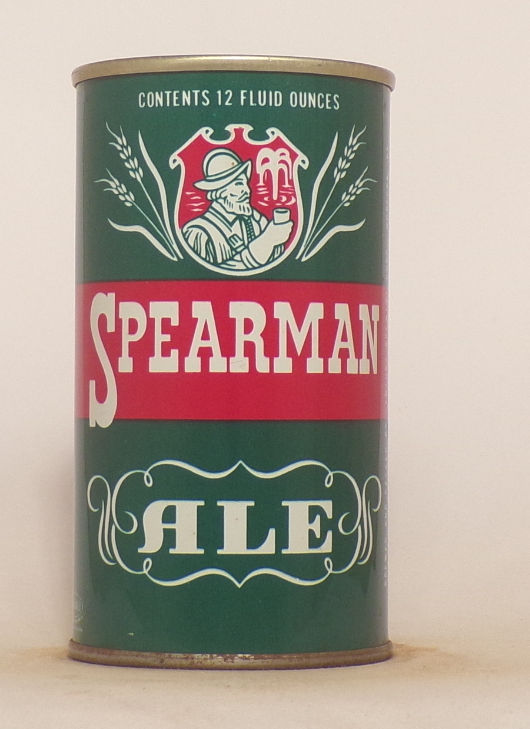 CONTENTS 12 FLUID OUNCES
SPEARMAN
ALE